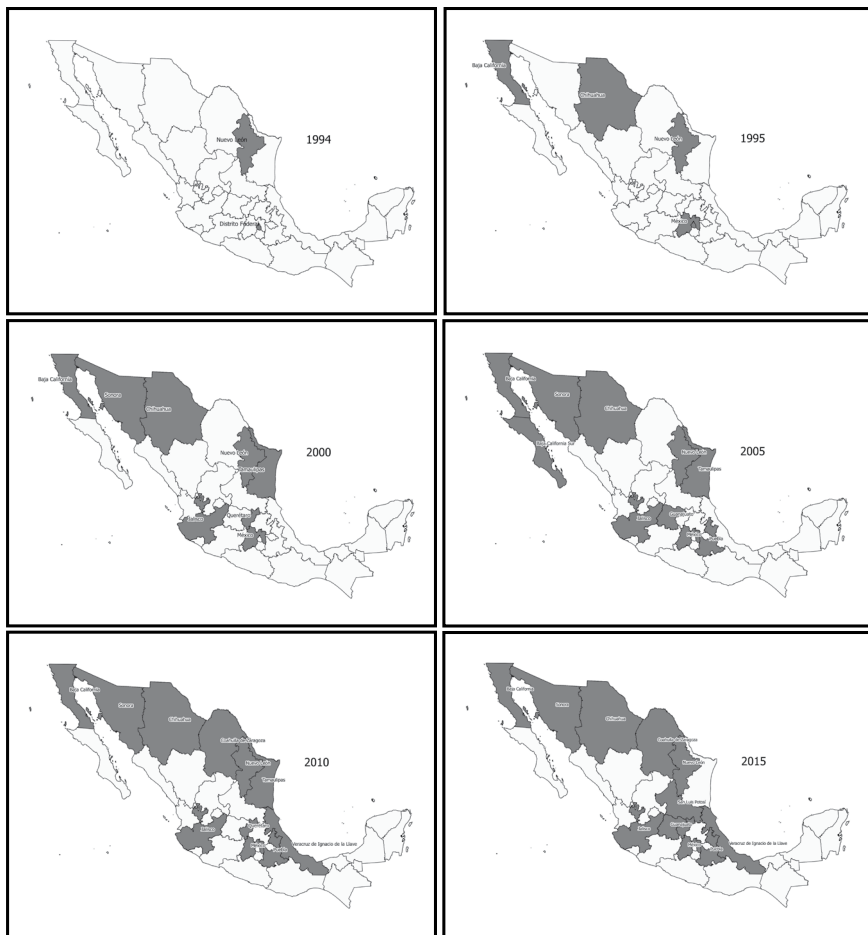 Nuevo León
1994
Distrito Federal
Baja California
Chihuahua
Nuevo León
1995
México
Baja California
Sonora
Chihuahua
Nuevo León
2000
Tamaulipas
Jalisco
Querétaro
México
Baja California
Sonora
Chihuahua
Baja California Sur
Nuevo León
2005
Tamaulipas
Jalisco
México
Puebla
Baja California
Sonora
Chihuahua
Coahuila de Zaragoza
Nuevo León
2010
Tamaulipas
Jalisco
Veracruz de Ignacio de la Llave
México
Puebla
Baja California
Sonora
Chihuahua
Coahuila de Zaragoza
Nuevo León
2015
San Luis Potosí
Jalisco
Veracruz de Ignacio de la Llave
México
Puebla